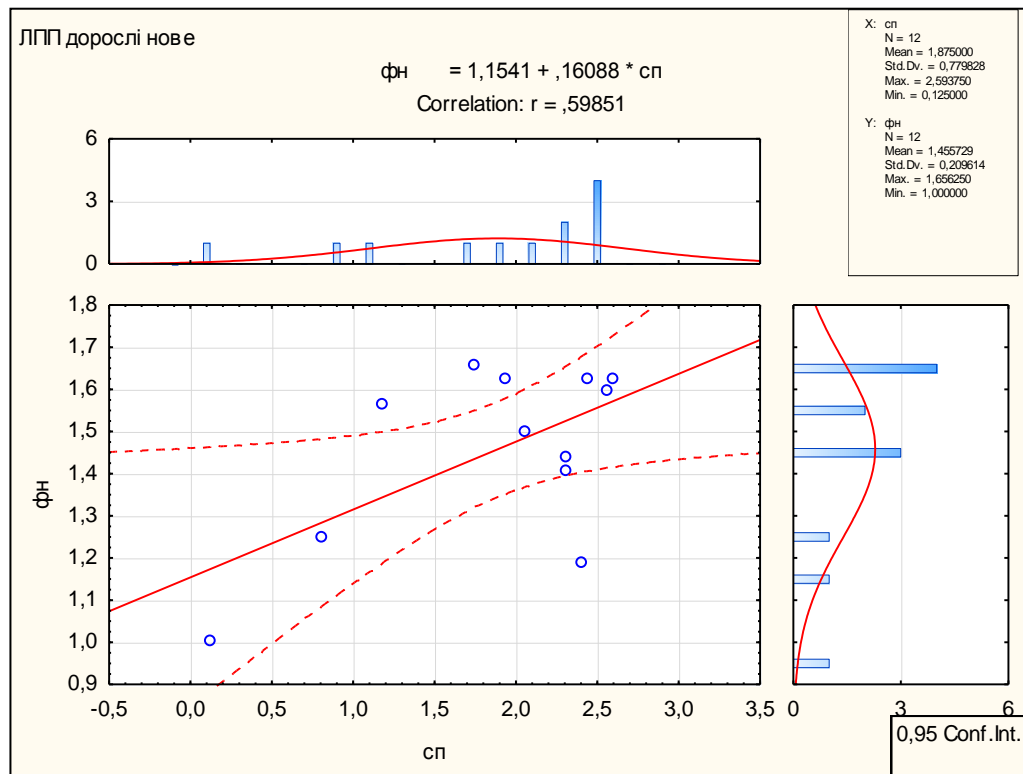 ЛПП дорослі нове
фн = 1,1541 + ,16088 * сп
Correlation: r = ,59851
X: сп
N = 12
Mean = 1,875000
Std.Dv. = 0,779828
Max. = 2,593750
Min. = 0,125000
Y: фн
N = 12
Mean = 1,455729
Std.Dv. = 0,209614
Max. = 1,656250
Min. = 1,000000
6
3
0
1,8
1,7
1,6
1,5
1,4
1,3
1,2
1,1
1,0
0,9
фн
-0,5 0,0 0,5 1,0 1,5 2,0 2,5 3,0 3,5
сп
0 3 6
0,95 Conf.Int.